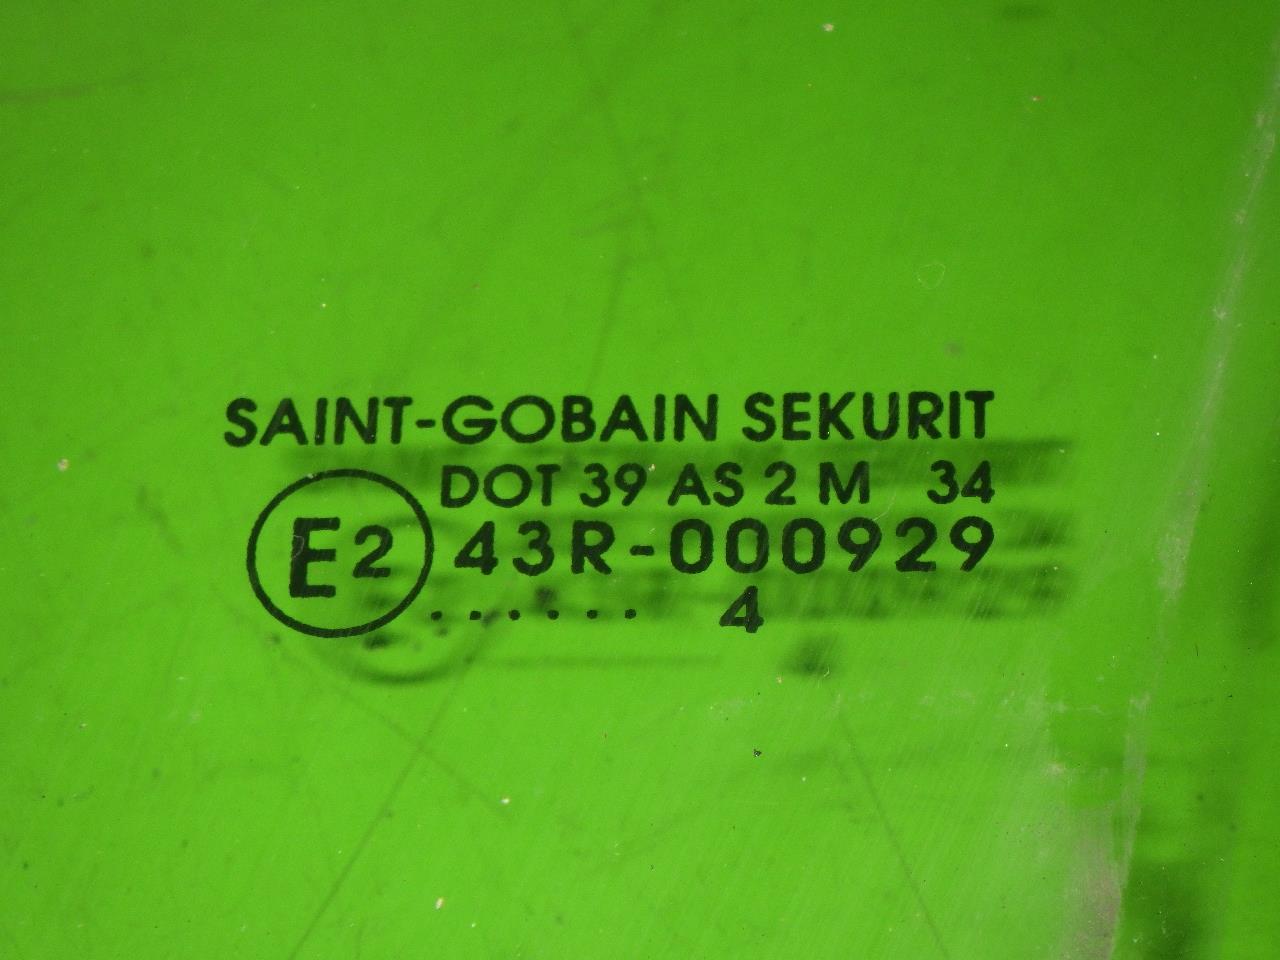 SAINT-GOBAIN SEKURIT
DOT 39 AS 2 M 34
E2 43R-000929
...... 4